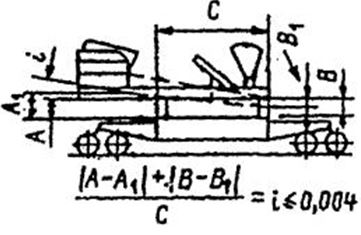 C
i
B₁
B
A₁
A
|A-A₁|+|B-B₁|
C
=i≤0,004